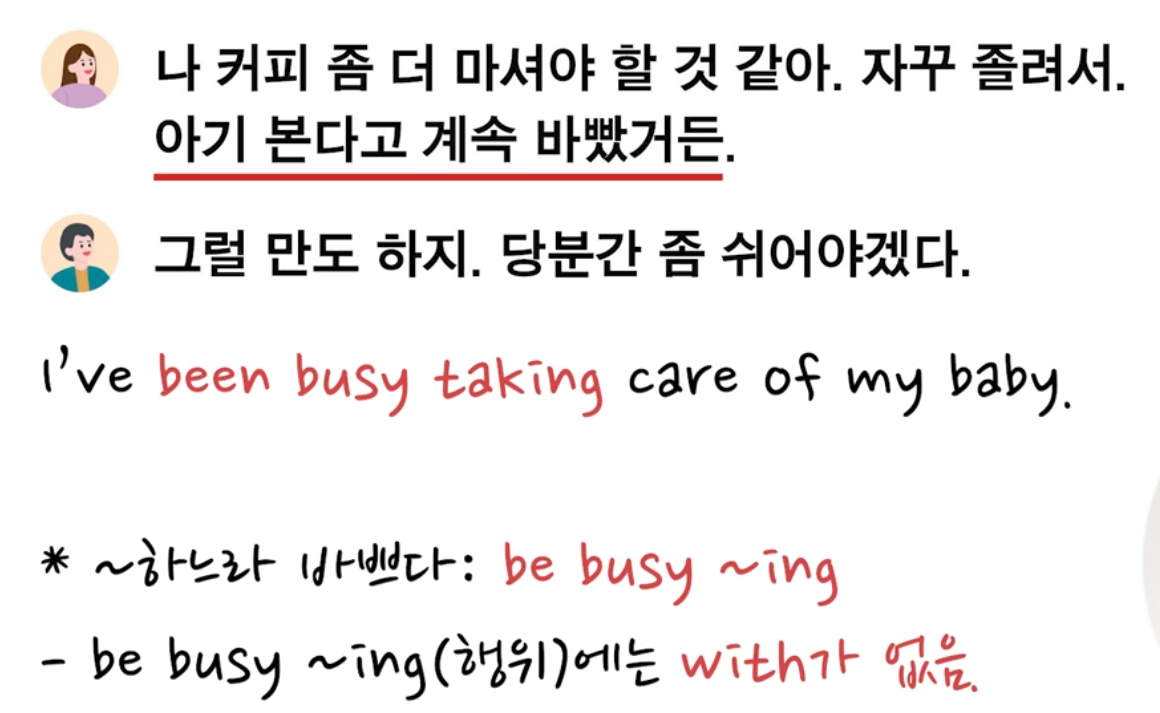 나 커피 좀 더 마셔야 할 것 같아. 자꾸 졸려서.
아기 본다고 계속 바빴거든.
그럴 만도 하지. 당분간 좀 쉬어야겠다.
I've been busy taking care of my baby.
* ~하느라 바쁘다: be busy ~ing
- be busy ~ing(행위)에는 with가 없음.